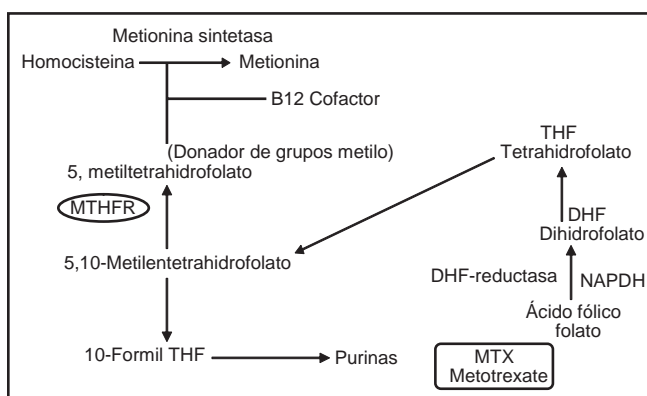 Metionina sintetasa
Homocisteina
Metionina
B12 Cofactor
(Donador de grupos metilo)
5, metiltetrahidrofolato
MTHFR
5,10-Metilentetrahidrofolato
10-Formil THF
Purinas
THF
Tetrahidrofolato
DHF
Dihidrofolato
DHF-reductasa
NAPDH
Ácido fólico
folato
MTX
Metotrexate